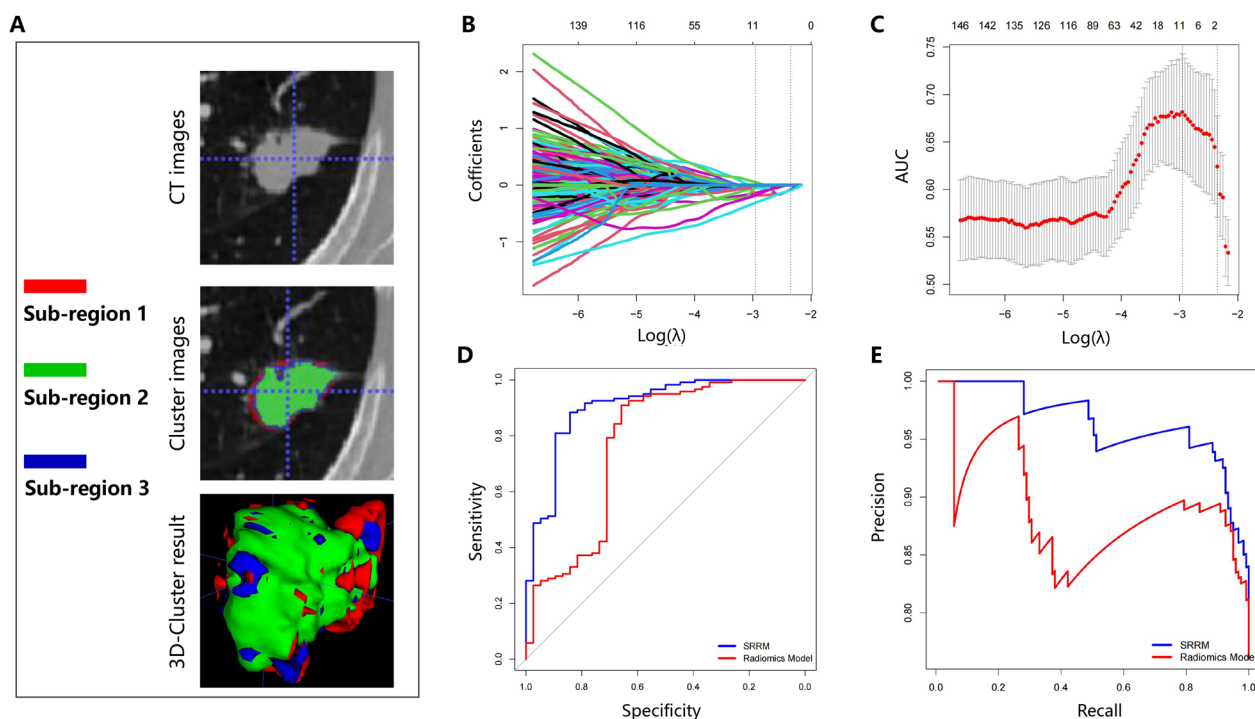 A
CT images
Cluster images
3D-Cluster result
Sub-region 1
Sub-region 2
Sub-region 3
B
139 116 55 11 0
Cofficients
2
1
0
−1
−6 −5 −4 −3 −2 −1 0
Log(λ)
C
146 142 135 126 116 89 63 42 18 11 6 2
AUC
0.75
0.70
0.65
0.60
0.55
0.50
−6 −5 −4 −3 −2
Log(λ)
D
Sensitivity
1.0
0.8
0.6
0.4
0.2
0.0
SRRM
Radiomics Model
1.0 0.8 0.6 0.4 0.2 0.0
Specificity
E
Precision
1.00
0.95
0.90
0.85
0.80
SRRM
Radiomics Model
0.0 0.2 0.4 0.6 0.8 1.0
Recall